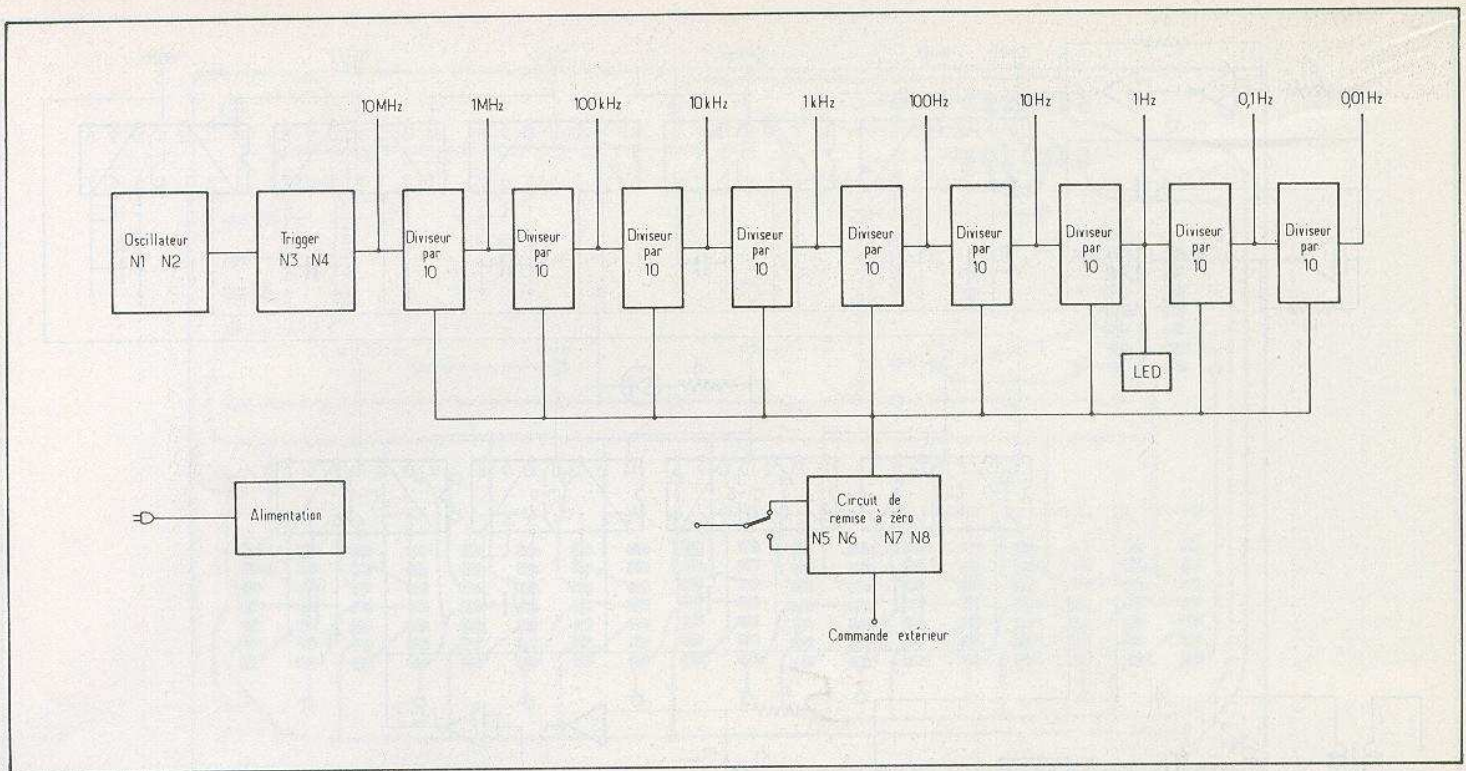 10MHz
1MHz
100kHz
10kHz
1kHz
100Hz
10Hz
1Hz
0,1Hz
0,01Hz
Oscillateur
N1 N2
Trigger
N3 N4
Diviseur
par
10
Diviseur
par
10
Diviseur
par
10
Diviseur
par
10
Diviseur
par
10
Diviseur
par
10
Diviseur
par
10
Diviseur
par
10
Diviseur
par
10
LED
Alimentation
Circuit de
remise à zéro
N5 N6 N7 N8
Commande extérieur